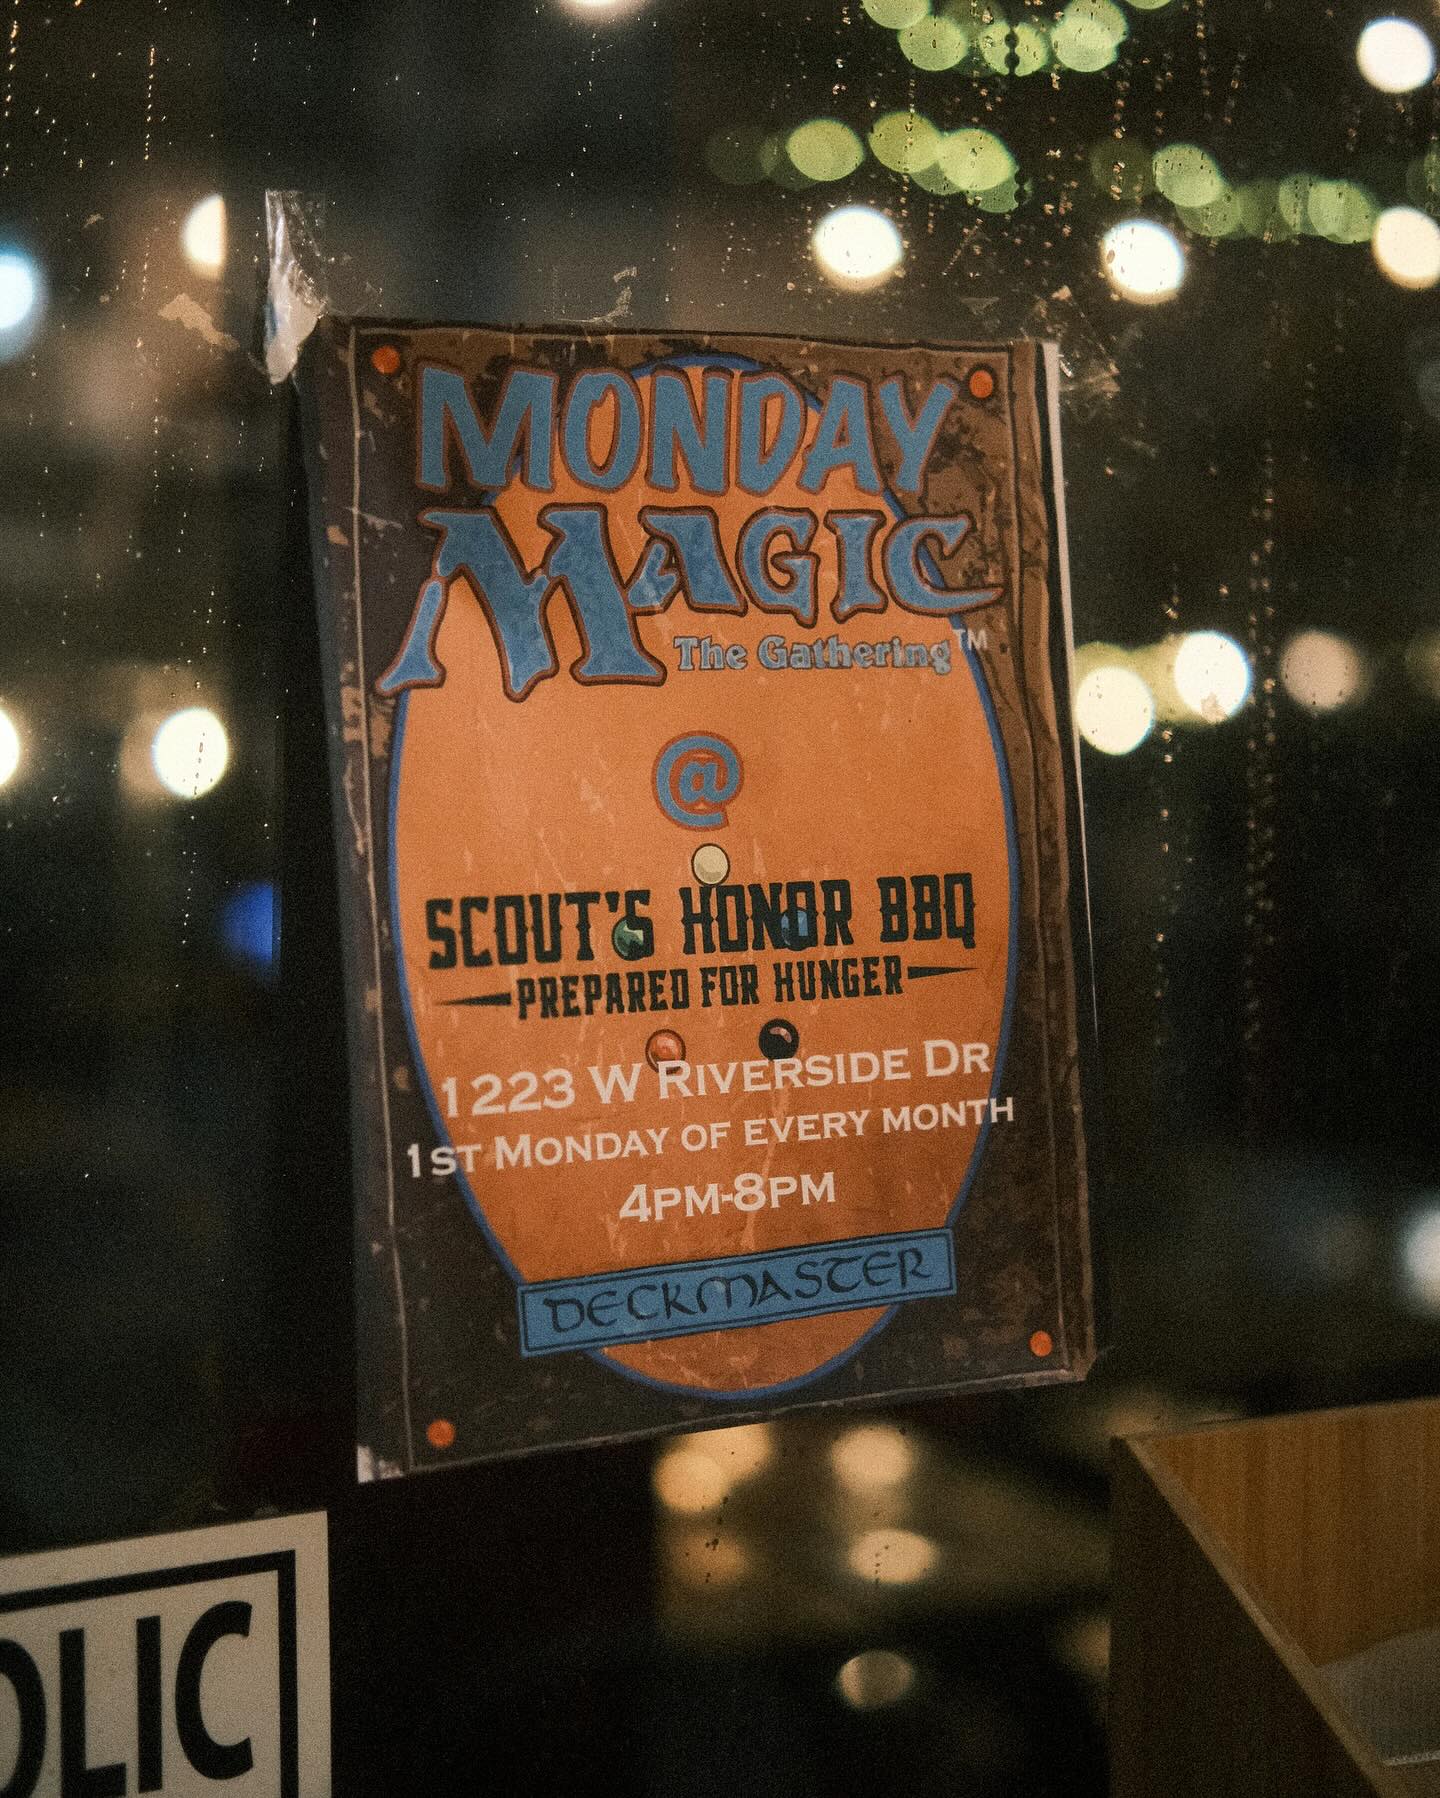 MONDAY
MAGIC
The Gathering™
@
SCOUT'S HONOR BBQ
PREPARED FOR HUNGER
1223 W RIVERSIDE DR
1ST MONDAY OF EVERY MONTH
4PM-8PM
DECKMASTER
OLIC